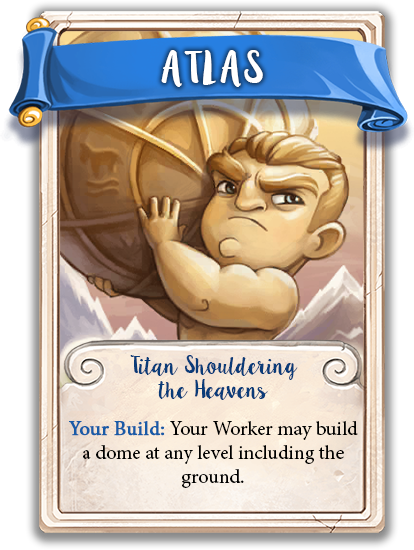 ATLAS
Titan Shouldering
the Heavens
Your Build: Your Worker may build
a dome at any level including the
ground.